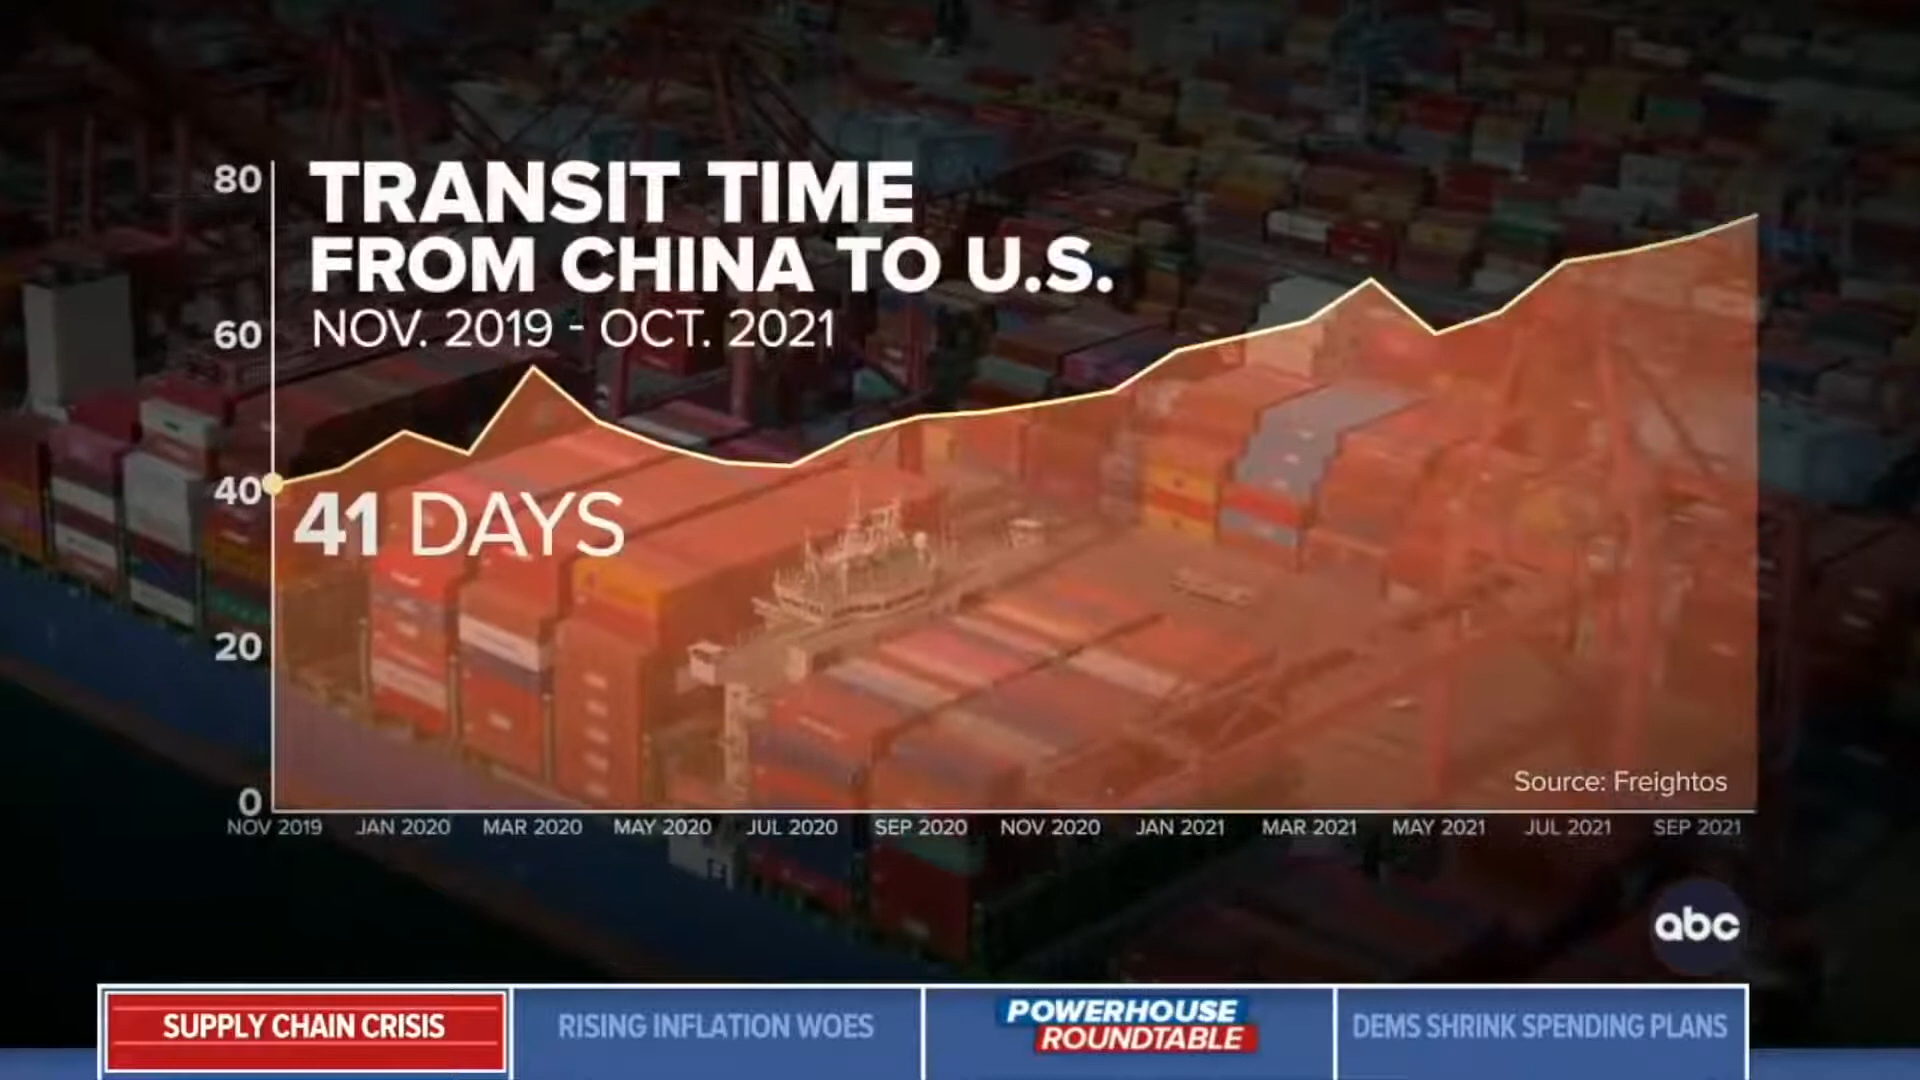 TRANSIT TIME
FROM CHINA TO U.S.
NOV. 2019 - OCT. 2021
80
60
40
20
0
41 DAYS
Source: Freightos
NOV 2019 JAN 2020 MAR 2020 MAY 2020 JUL 2020 SEP 2020 NOV 2020 JAN 2021 MAR 2021 MAY 2021 JUL 2021 SEP 2021
abc
SUPPLY CHAIN CRISIS
RISING INFLATION WOES
POWERHOUSE
ROUNDTABLE
DEMS SHRINK SPENDING PLANS